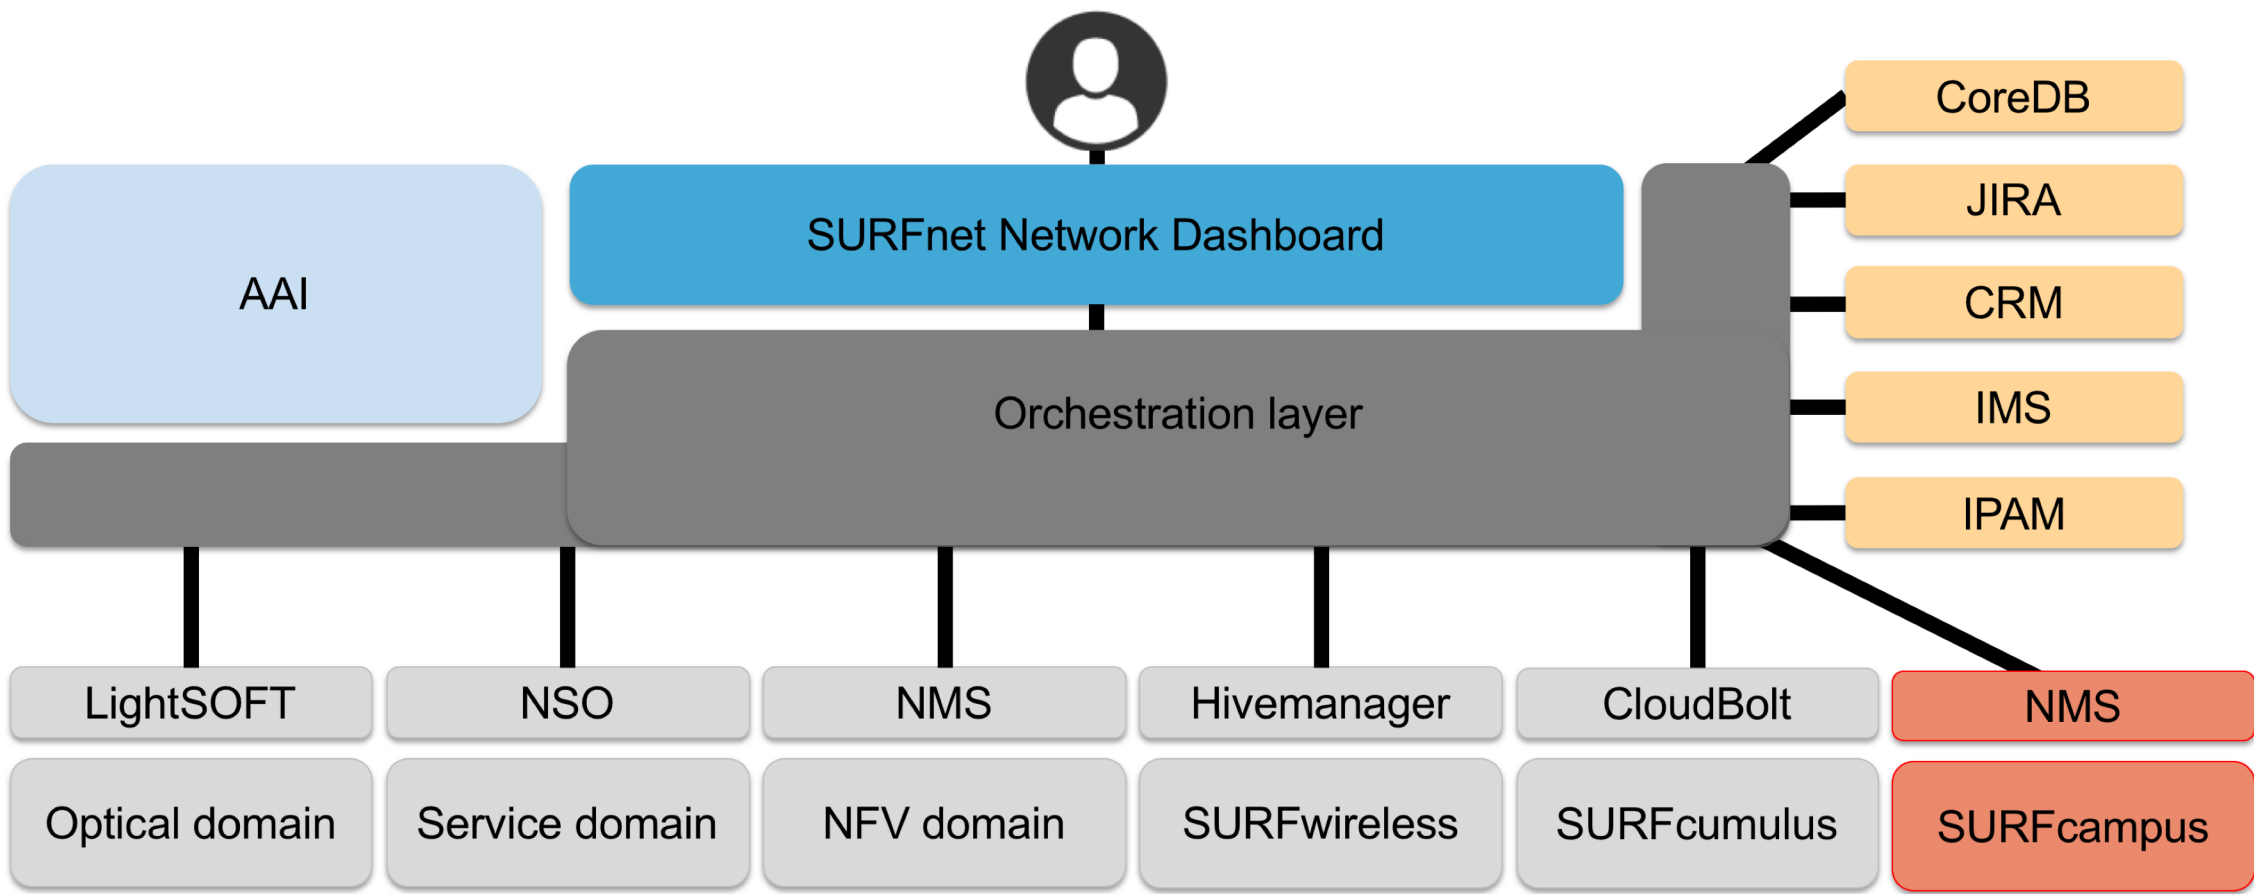 CoreDB
JIRA
SURFnet Network Dashboard
AAI
CRM
Orchestration layer
IMS
IPAM
LightSOFT
NSO
NMS
Hivemanager
CloudBolt
NMS
Optical domain
Service domain
NFV domain
SURFwireless
SURFcumulus
SURFcampus